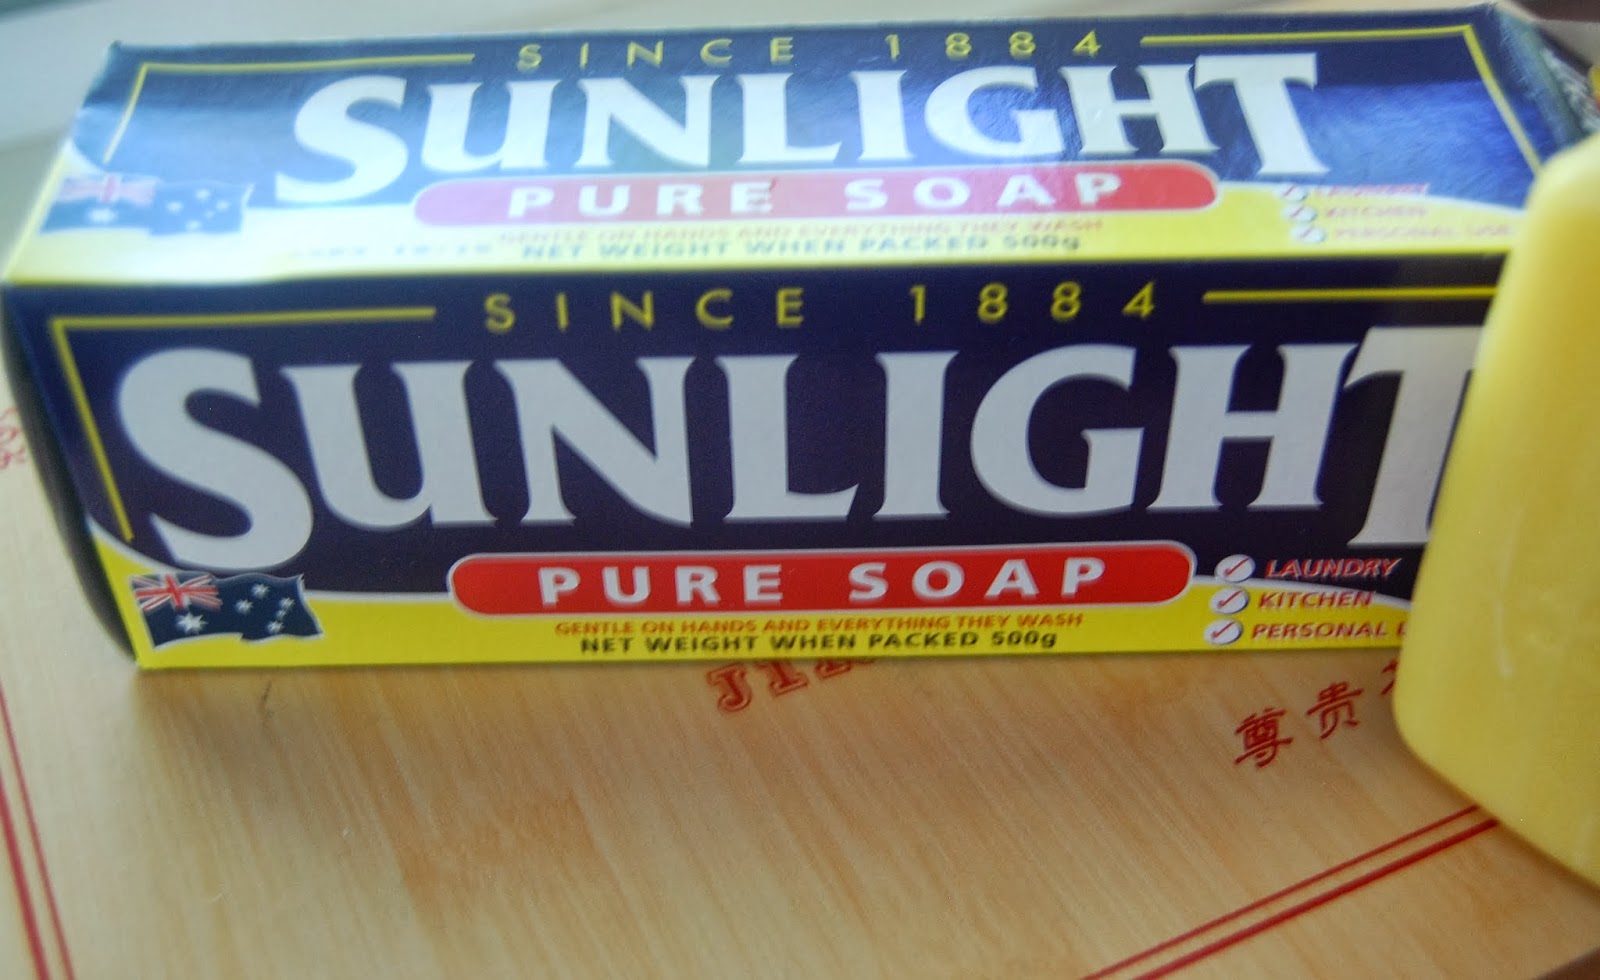 SINCE 1884
SUNLIGHT
PURE SOAP
GENTLE ON HANDS AND EVERYTHING THEY WASH
NET WEIGHT WHEN PACKED 500g
LAUNDRY
KITCHEN
PERSONAL USE
SINCE 1884
SUNLIGHT
PURE SOAP
GENTLE ON HANDS AND EVERYTHING THEY WASH
NET WEIGHT WHEN PACKED 500g
LAUNDRY
KITCHEN
PERSONAL
尊贵